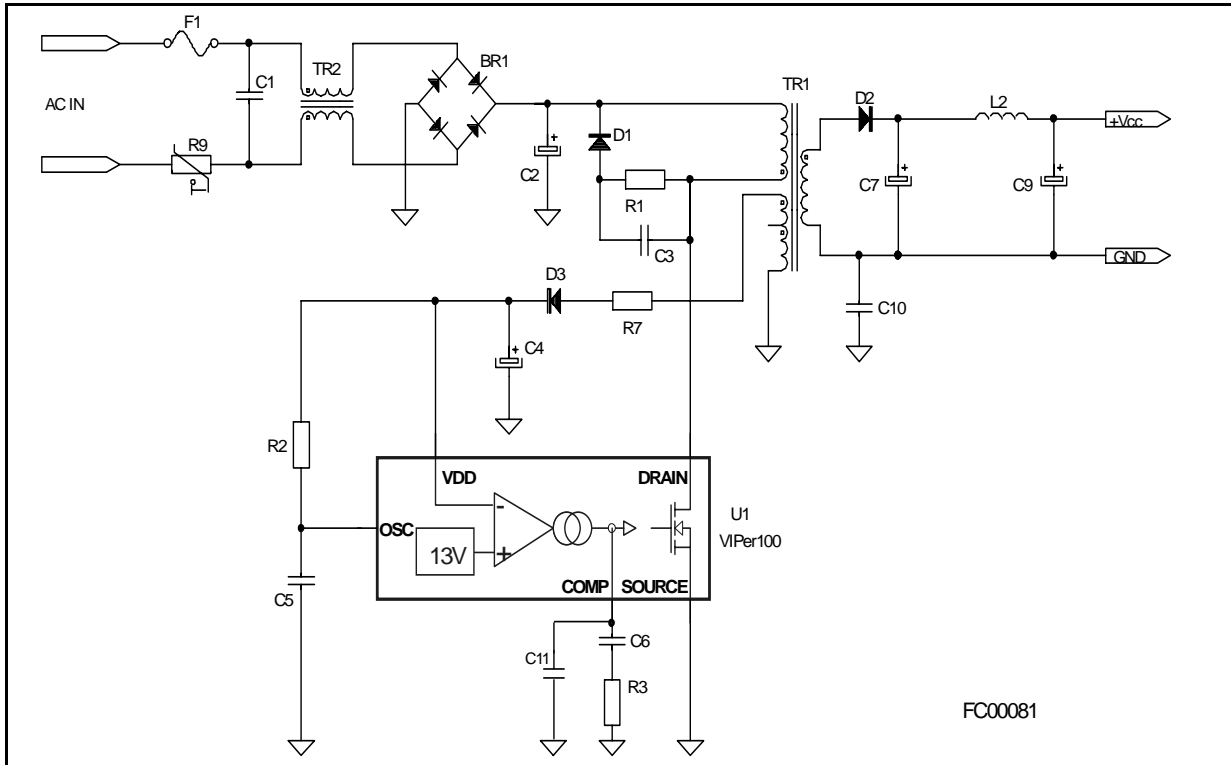 F1
AC IN
C1
TR2
BR1
R9
T°
C2
D1
R1
C3
TR1
D2
L2
+Vcc
C7
C9
GND
C10
D3
R7
C4
R2
VDD
DRAIN
OSC
13V
-
+
COMP
SOURCE
U1
VIPer100
C5
C11
C6
R3
FC00081
+
+
+
+